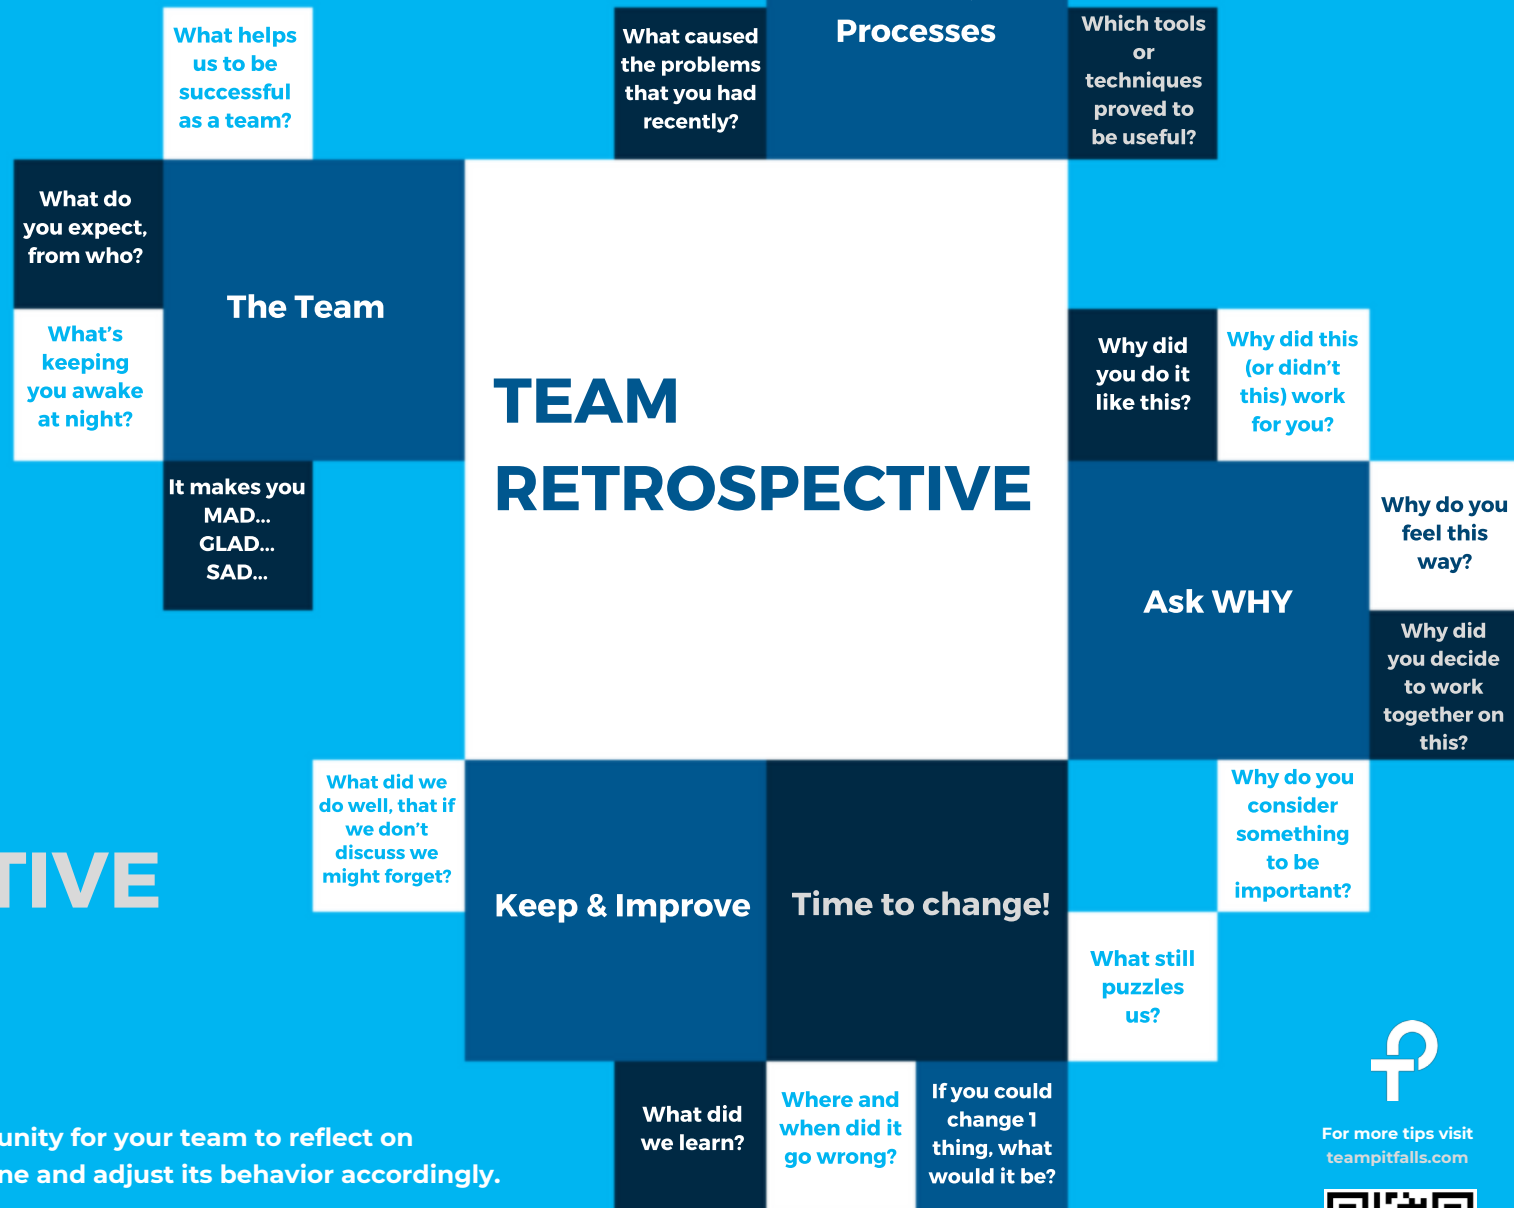 What helps
us to be
successful
as a team?
What caused
the problems
that you had
recently?
Processes
Which tools
or
techniques
proved to
be useful?
What do
you expect,
from who?
What's
keeping
you awake
at night?
The Team
It makes you
MAD...
GLAD...
SAD...
TEAM
RETROSPECTIVE
Why did
you do it
like this?
Why did this
(or didn't
this) work
for you?
Ask WHY
Why do you
feel this
way?
Why did
you decide
to work
together on
this?
Why do you
consider
something
to be
important?
What did we
do well, that if
we don't
discuss we
might forget?
Keep & Improve
Time to change!
What still
puzzles
us?
What did
we learn?
Where and
when did it
go wrong?
If you could
change 1
thing, what
would it be?
TIVE
unity for your team to reflect on
ne and adjust its behavior accordingly.
For more tips visit
teampitfalls.com